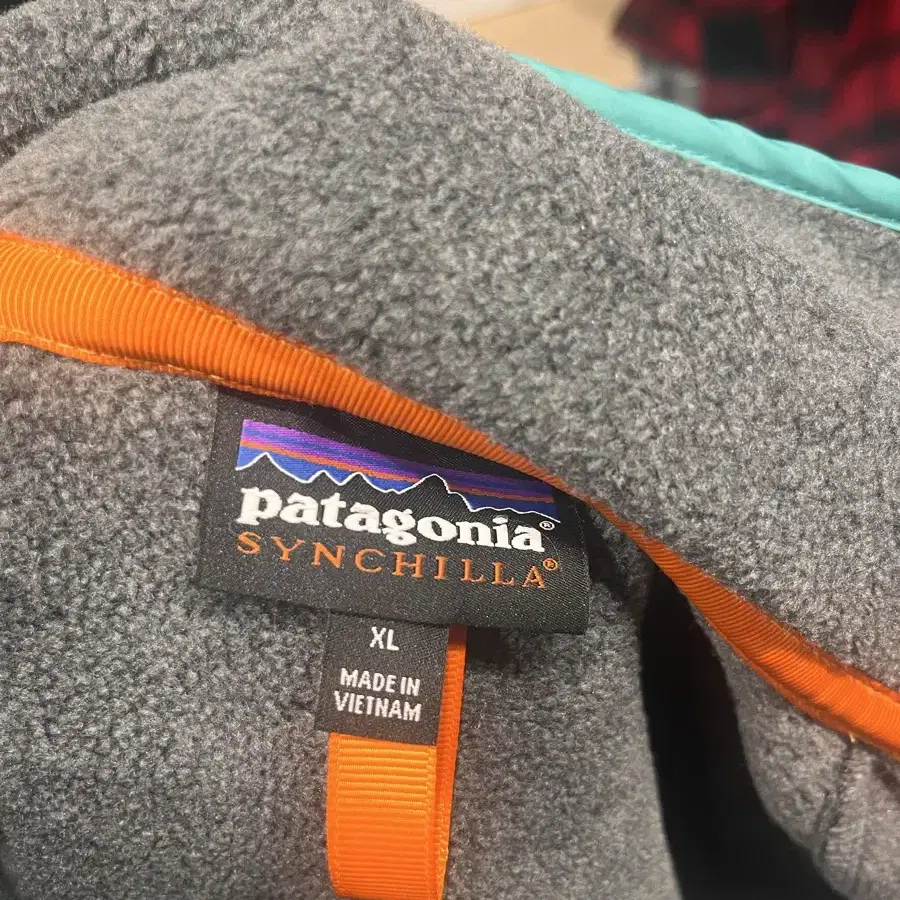 patagonia®
SYNCHILLA®
XL
MADE IN
VIETNAM